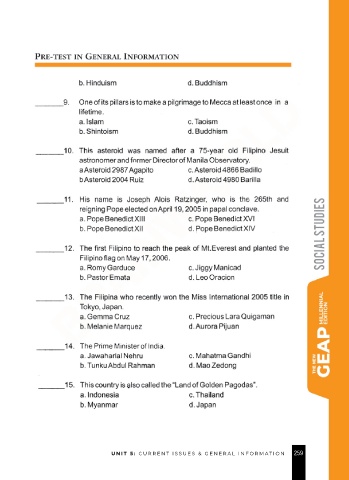 PRE-TEST IN GENERAL INFORMATION
b. Hinduism d. Buddhism
______9. One of its pillars is to make a pilgrimage to Mecca at least once in a
lifetime.
a. Islam c. Taoism
b. Shintoism d. Buddhism
______10. This asteroid was named after a 75-year old Filipino Jesuit
astronomer and former Director of Manila Observatory.
a Asteroid 2987 Agapito c. Asteroid 4866 Badillo
b Asteroid 2004 Ruiz d. Asteroid 4980 Barilla
______11. His name is Joseph Alois Ratzinger, who is the 265th and
reigning Pope elected on April 19, 2005 in papal conclave.
a. Pope Benedict XIII c. Pope Benedict XVI
b. Pope Benedict XII d. Pope Benedict XIV
______12. The first Filipino to reach the peak of Mt.Everest and planted the
Filipino flag on May 17, 2006.
a. Romy Garduce c. Jiggy Manicad
b. Pastor Emata d. Leo Oracion
______13. The Filipina who recently won the Miss International 2005 title in
Tokyo, Japan.
a. Gemma Cruz c. Precious Lara Quigaman
b. Melanie Marquez d. Aurora Pijuan
______14. The Prime Minister of India.
a. Jawaharlal Nehru c. Mahatma Gandhi
b. Tunku Abdul Rahman d. Mao Zedong
______15. This country is also called the "Land of Golden Pagodas".
a. Indonesia c. Thailand
b. Myanmar d. Japan
SOCIAL STUDIES
THE NEW
GEAP
MILLENNIAL
EDITION
UNIT 5: CURRENT ISSUES & GENERAL INFORMATION
259